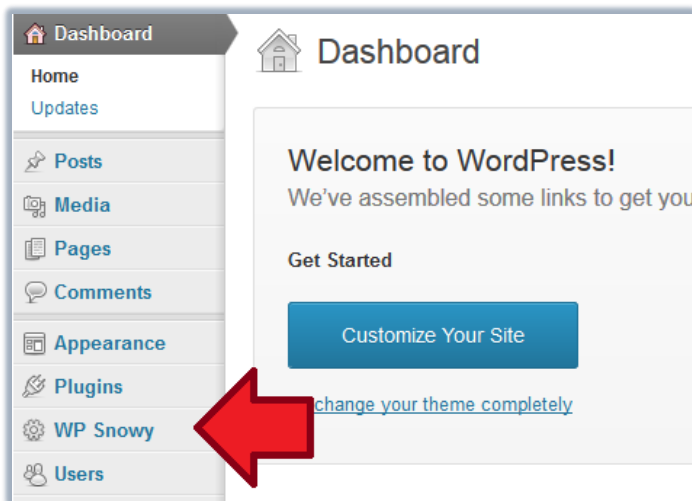 Dashboard
Home
Updates
Posts
Media
Pages
Comments
Appearance
Plugins
WP Snowy
Users
Dashboard
Welcome to WordPress!
We've assembled some links to get you
Get Started
Customize Your Site
change your theme completely